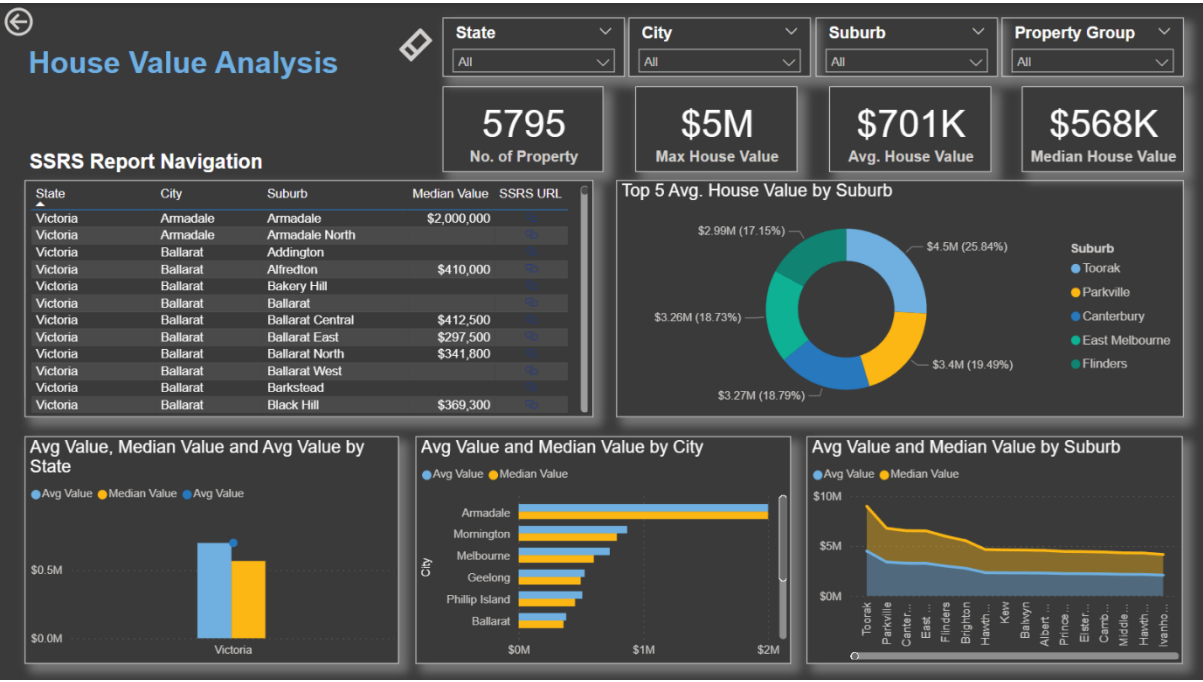 House Value Analysis
State
All
City
All
Suburb
All
Property Group
All
5795
No. of Property
$5M
Max House Value
$701K
Avg. House Value
$568K
Median House Value
SSRS Report Navigation
State City Suburb Median Value SSRS URL
Victoria Armadale Armadale $2,000,000
Victoria Armadale Armadale North
Victoria Ballarat Addington
Victoria Ballarat Alfredton $410,000
Victoria Ballarat Bakery Hill
Victoria Ballarat Ballarat
Victoria Ballarat Ballarat Central $412,500
Victoria Ballarat Ballarat East $297,500
Victoria Ballarat Ballarat North $341,800
Victoria Ballarat Ballarat West
Victoria Ballarat Barkstead
Victoria Ballarat Black Hill $369,300
Top 5 Avg. House Value by Suburb
$2.99M (17.15%)
$4.5M (25.84%)
$3.26M (18.73%)
$3.4M (19.49%)
$3.27M (18.79%)
Suburb
Toorak
Parkville
Canterbury
East Melbourne
Flinders
Avg Value, Median Value and Avg Value by
State
Avg Value Median Value Avg Value
$0.5M
$0.0M
Victoria
Avg Value and Median Value by City
Avg Value Median Value
City
Armadale
Mornington
Melbourne
Geelong
Phillip Island
Ballarat
$0M $1M $2M
Avg Value and Median Value by Suburb
Avg Value Median Value
$10M
$5M
$0M
Toorak
Parkville
Canter...
East ...
Flinders
Brighton
Hawth...
Kew
Balwyn
Albert ...
Prince...
Elster...
Camb...
Middle...
Hawth...
Ivanho...